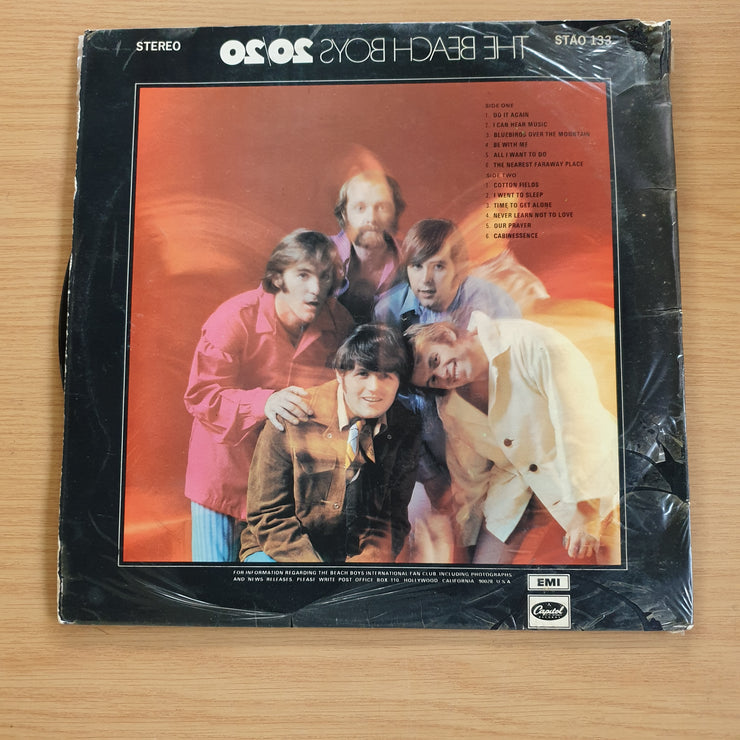 STEREO
THE BEACH BOYS 20/20
STAO 133
SIDE ONE
1. DO IT AGAIN
2. I CAN HEAR MUSIC
3. BLUEBIRDS OVER THE MOUNTAIN
4. BE WITH ME
5. ALL I WANT TO DO
6. THE NEAREST FARAWAY PLACE
SIDE TWO
1. COTTON FIELDS
2. I WENT TO SLEEP
3. TIME TO GET ALONE
4. NEVER LEARN NOT TO LOVE
5. OUR PRAYER
6. CABINESSENCE
FOR INFORMATION REGARDING THE BEACH BOYS INTERNATIONAL FAN CLUB, INCLUDING PHOTOGRAPHS
AND NEWS RELEASES, PLEASE WRITE POST OFFICE BOX 110, HOLLYWOOD, CALIFORNIA 90028 U.S.A.
EMI
Capitol
RECORDS